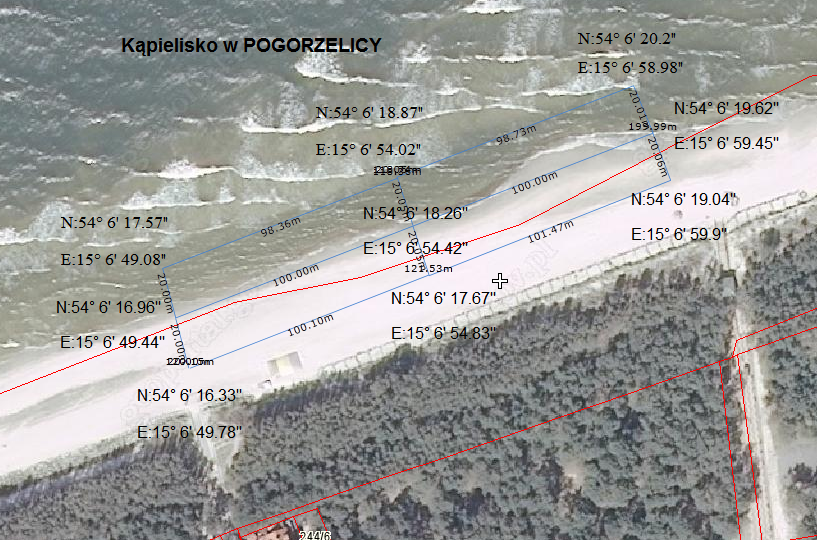 Kąpielisko w POGORZELICY
N:54° 6' 20.2"
E:15° 6' 58.98"
20.01m
N:54° 6' 19.62"
E:15° 6' 59.45"
199.99m
N:54° 6' 18.87"
E:15° 6' 54.02"
98.73m
20.06m
100.00m
N:54° 6' 19.04"
E:15° 6' 59.9"
101.47m
N:54° 6' 18.26"
E:15° 6' 54.42"
121.53m
N:54° 6' 17.57"
E:15° 6' 49.08"
98.36m
20.00m
100.00m
N:54° 6' 17.67"
E:15° 6' 54.83"
N:54° 6' 16.96"
E:15° 6' 49.44"
100.10m
N:54° 6' 16.33"
E:15° 6' 49.78"
244/6